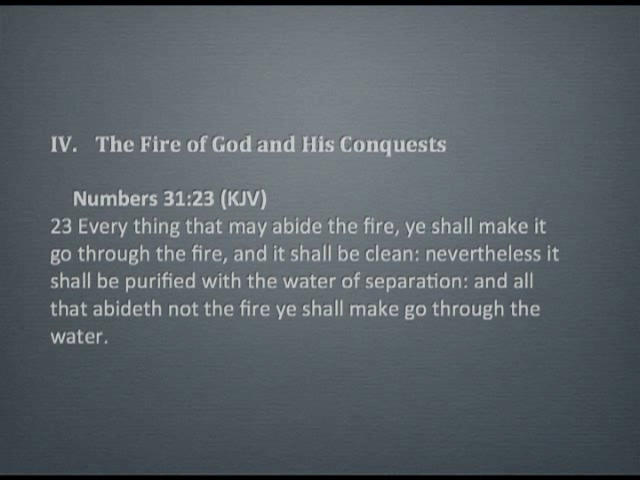 IV. The Fire of God and His Conquests
Numbers 31:23 (KJV)
23 Every thing that may abide the fire, ye shall make it
go through the fire, and it shall be clean: nevertheless it
shall be purified with the water of separation: and all
that abideth not the fire ye shall make go through the
water.